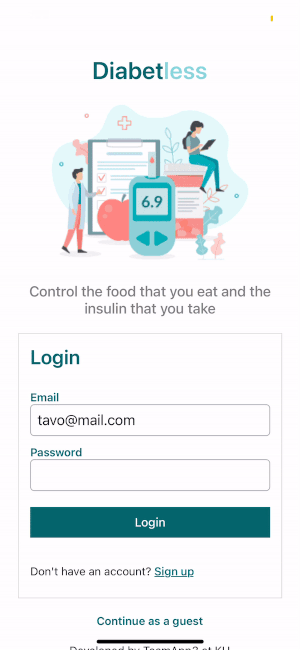 Diabetless
6.9
Control the food that you eat and the
insulin that you take
Login
Email
tavo@mail.com
Password
Login
Don't have an account? Sign up
Continue as a guest
Developed by TeamApp2 at KU